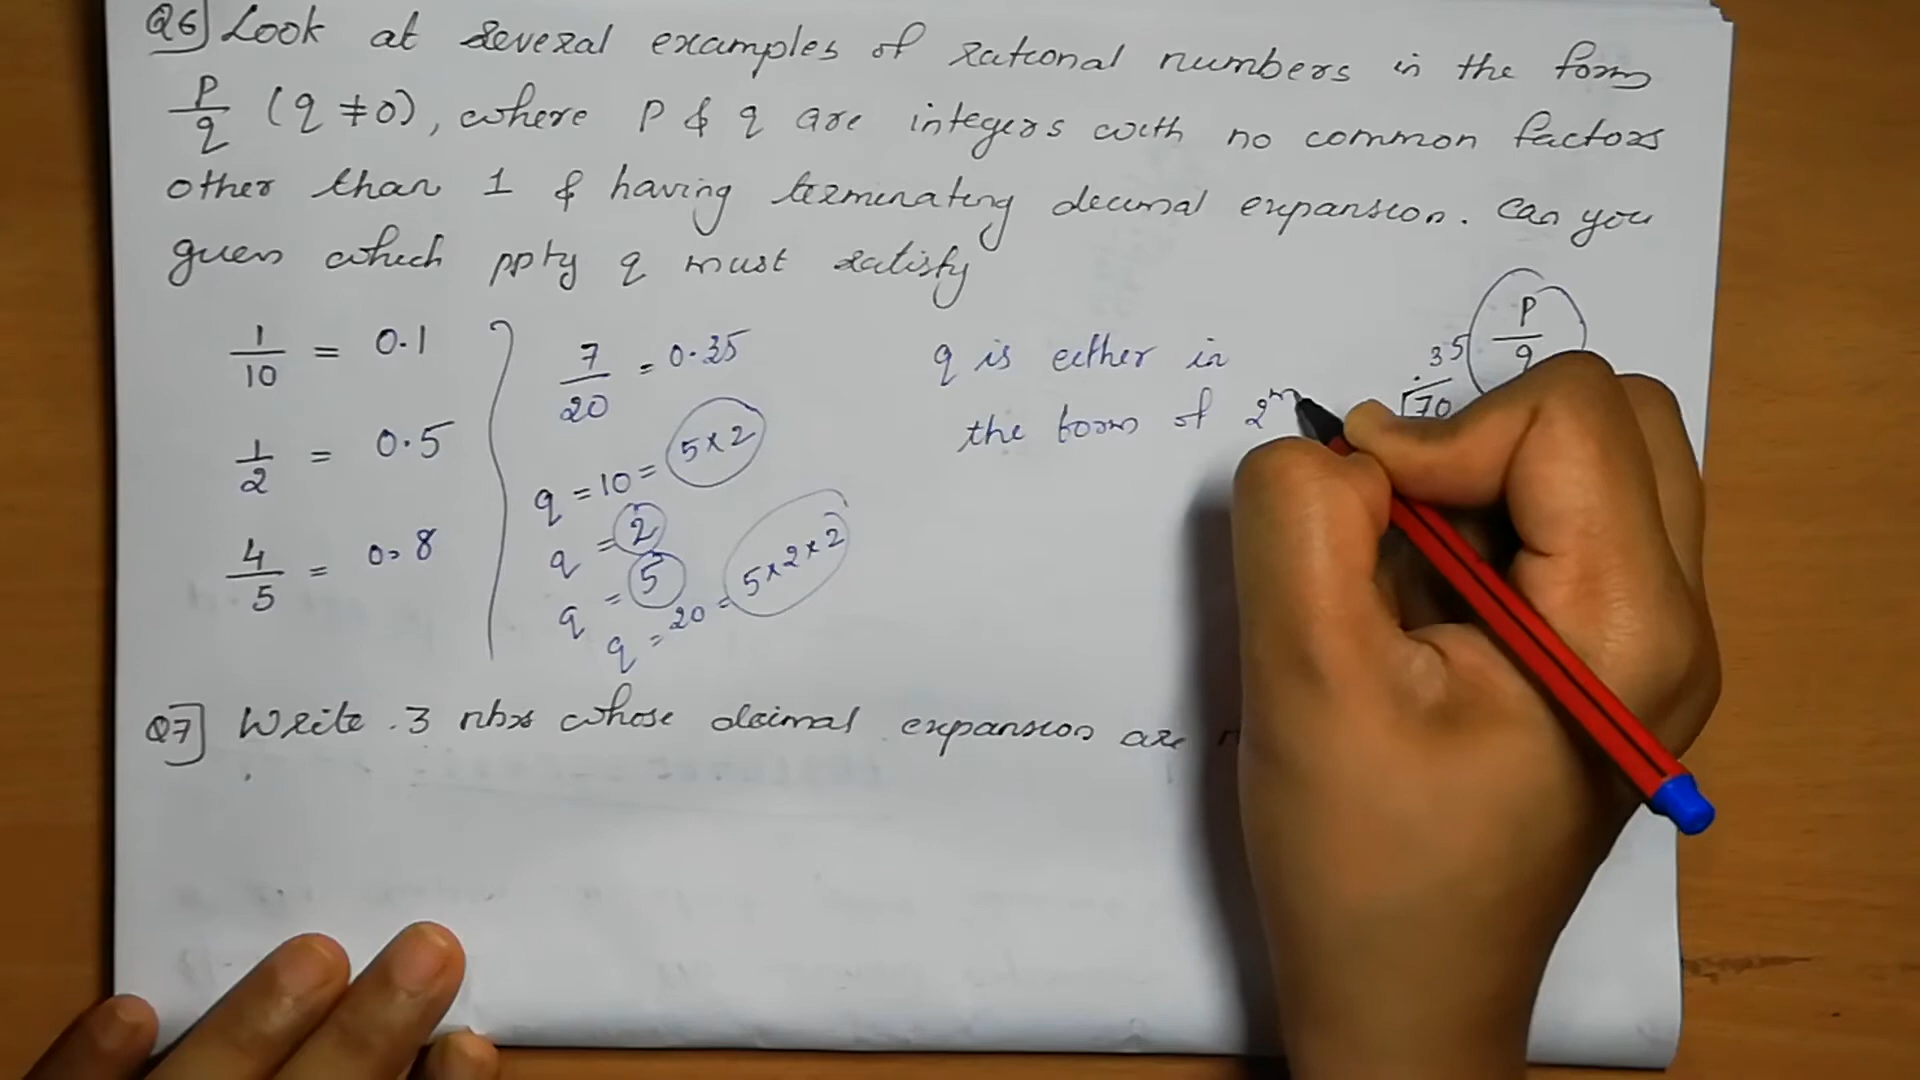 Q6] Look at several examples of rational numbers in the form
p/q (q ≠ 0), where p & q are integers with no common factors
other than 1 & having terminating decimal expansion. Can you
guess which ppty q must satisfy
1/10 = 0.1
1/2 = 0.5
4/5 = 0.8
7/20 = 0.35
q = 10 = 5×2
q = 2
q = 5
q = 20 = 5×2×2
q is either in
the form of 2^m
p/q
.35
70
Q7] Write 3 nbrs whose decimal expansion are